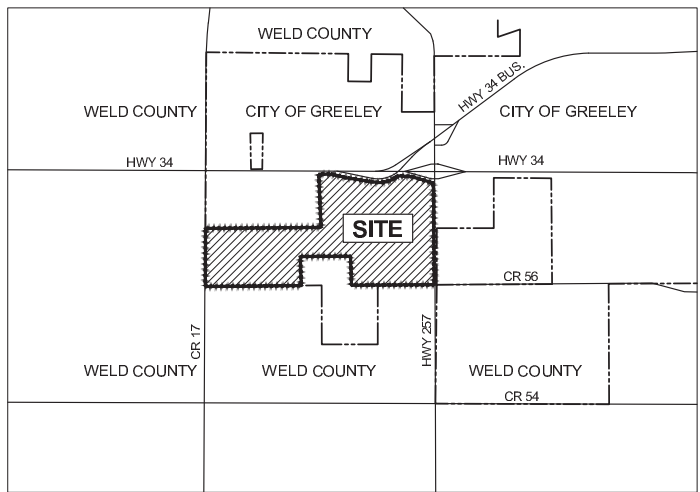 WELD COUNTY
HWY 34 BUS.
WELD COUNTY
CITY OF GREELEY
CITY OF GREELEY
HWY 34
HWY 34
SITE
CR 56
CR 17
HWY 257
WELD COUNTY
WELD COUNTY
WELD COUNTY
CR 54